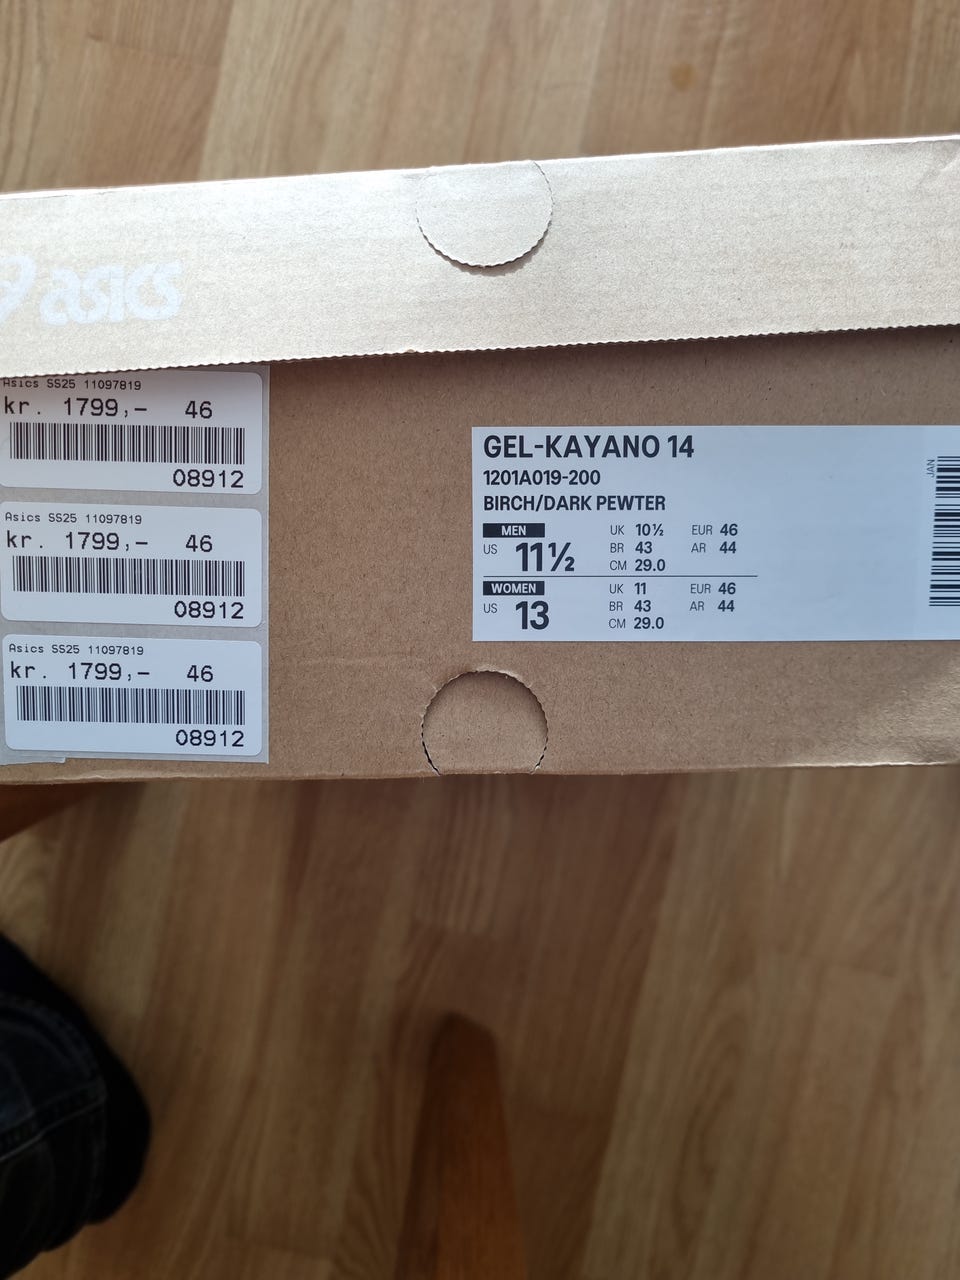 asics
Asics SS25 11097819
kr. 1799,- 46
08912
Asics SS25 11097819
kr. 1799,- 46
08912
Asics SS25 11097819
kr. 1799,- 46
08912
GEL-KAYANO 14
1201A019-200
BIRCH/DARK PEWTER
MEN
US 11½
UK 10½ EUR 46
BR 43 AR 44
CM 29.0
WOMEN
US 13
UK 11 EUR 46
BR 43 AR 44
CM 29.0
JAN